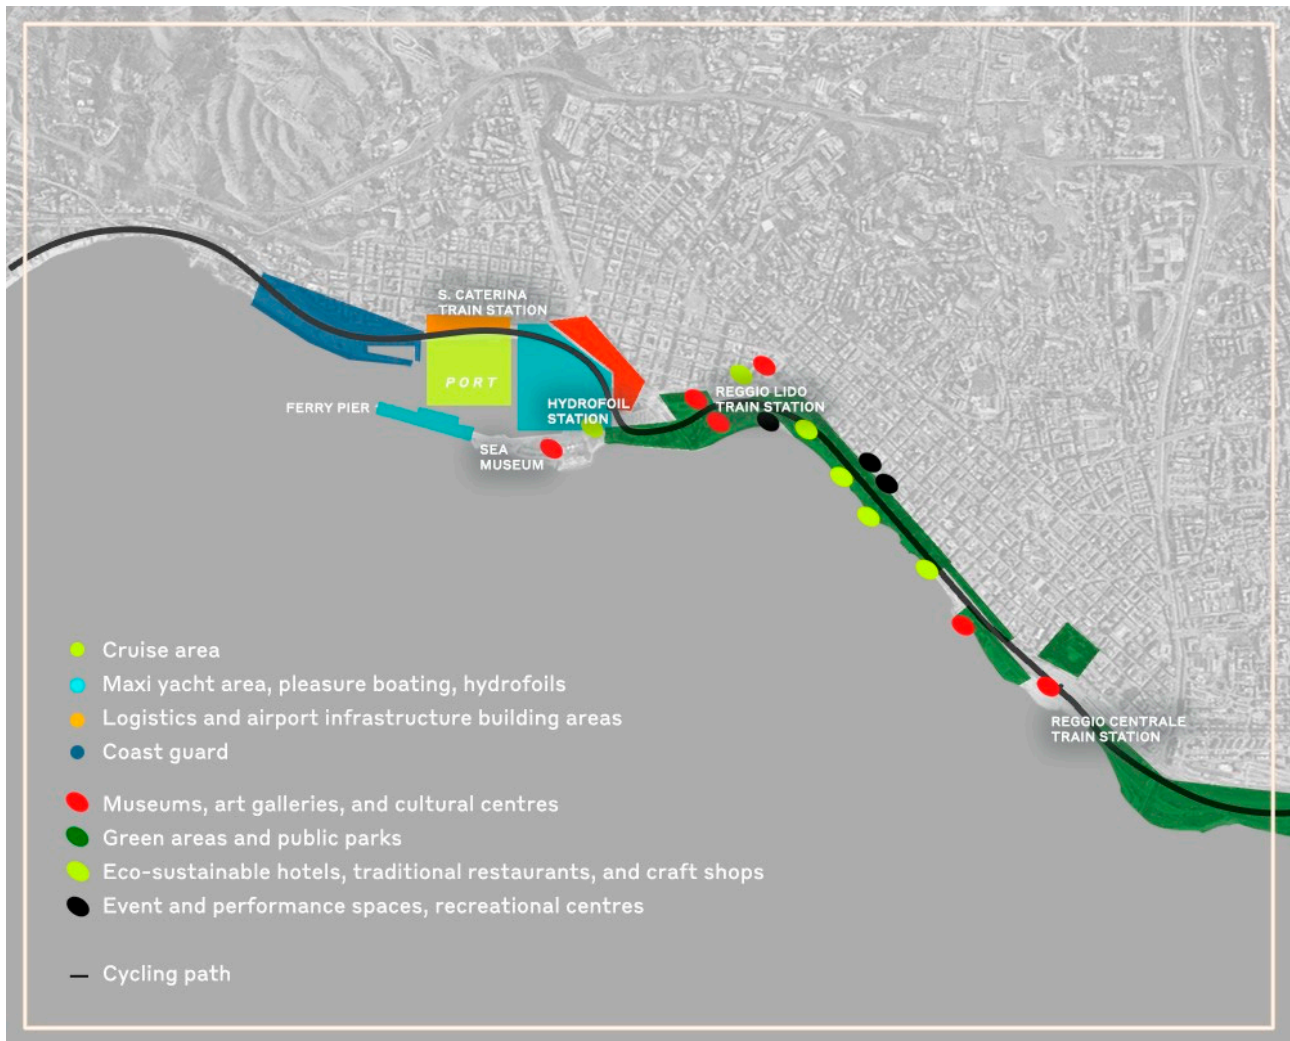 S. CATERINA
TRAIN STATION
PORT
FERRY PIER
HYDROFOIL
STATION
SEA
MUSEUM
REGGIO LIDO
TRAIN STATION
REGGIO CENTRALE
TRAIN STATION
Cruise area
Maxi yacht area, pleasure boating, hydrofoils
Logistics and airport infrastructure building areas
Coast guard
Museums, art galleries, and cultural centres
Green areas and public parks
Eco-sustainable hotels, traditional restaurants, and craft shops
Event and performance spaces, recreational centres
Cycling path